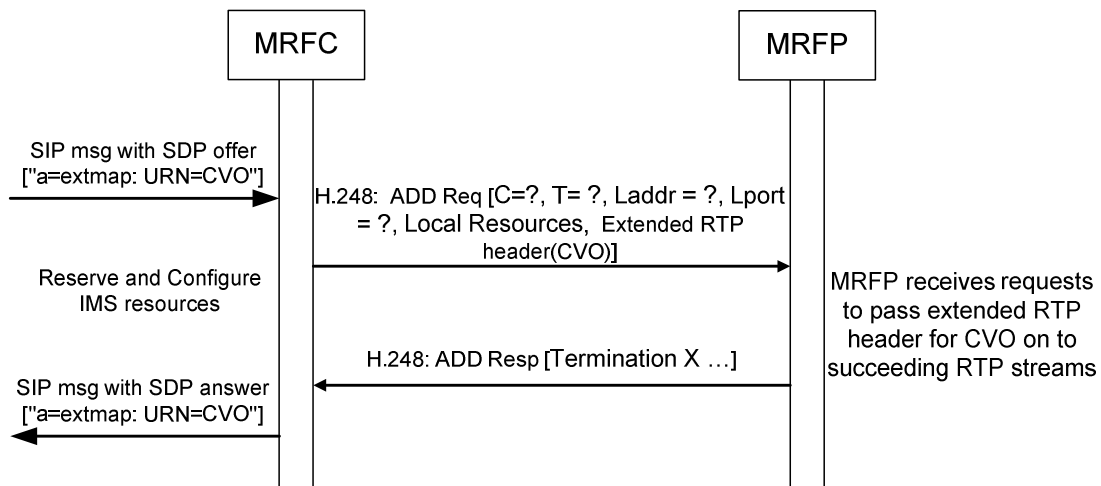 MRFC
MRFP
SIP msg with SDP offer
["a=extmap: URN=CVO"]
H.248: ADD Req [C=?, T= ?, Laddr = ?, Lport
= ?, Local Resources, Extended RTP
header(CVO)]
Reserve and Configure
IMS resources
MRFP receives requests
to pass extended RTP
header for CVO on to
succeeding RTP streams
H.248: ADD Resp [Termination X …]
SIP msg with SDP answer
["a=extmap: URN=CVO"]